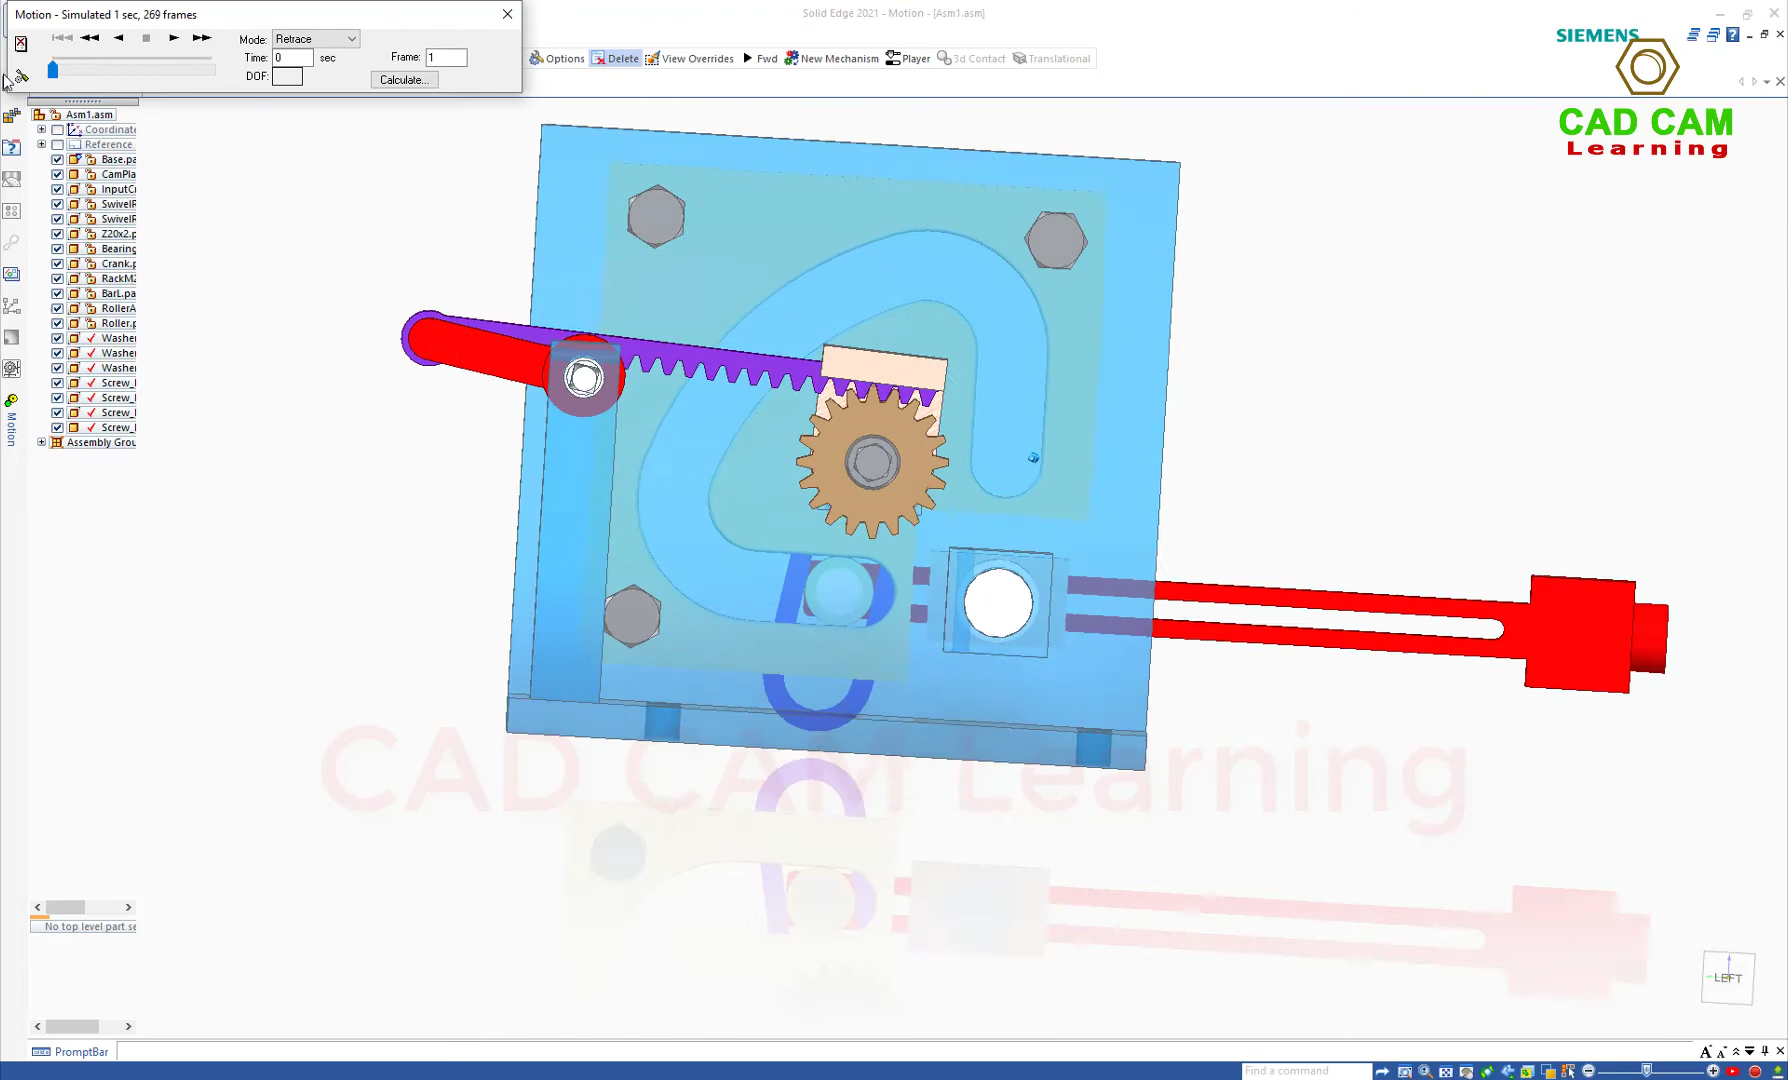 Motion - Simulated 1 sec, 269 frames
Solid Edge 2021 - Motion - [Asm1.asm]
Mode: Retrace
Time: 0 sec
Frame: 1
DOF:
Calculate...
Options
Delete
View Overrides
Fwd
New Mechanism
Player
3d Contact
Translational
SIEMENS
CAD CAM
Learning
Asm1.asm
Coordinate
Reference
Base.pa
CamPla
InputCr
SwivelR
SwivelR
Z20x2.p
Bearing
Crank.p
RackM2
BarL.pa
RollerA
Roller.p
Washer
Washer
Washer
Screw_I
Screw_I
Screw_I
Screw_I
Assembly Grou
Motion
CAD CAM Learning
No top level part se
LEFT
PromptBar
Find a command